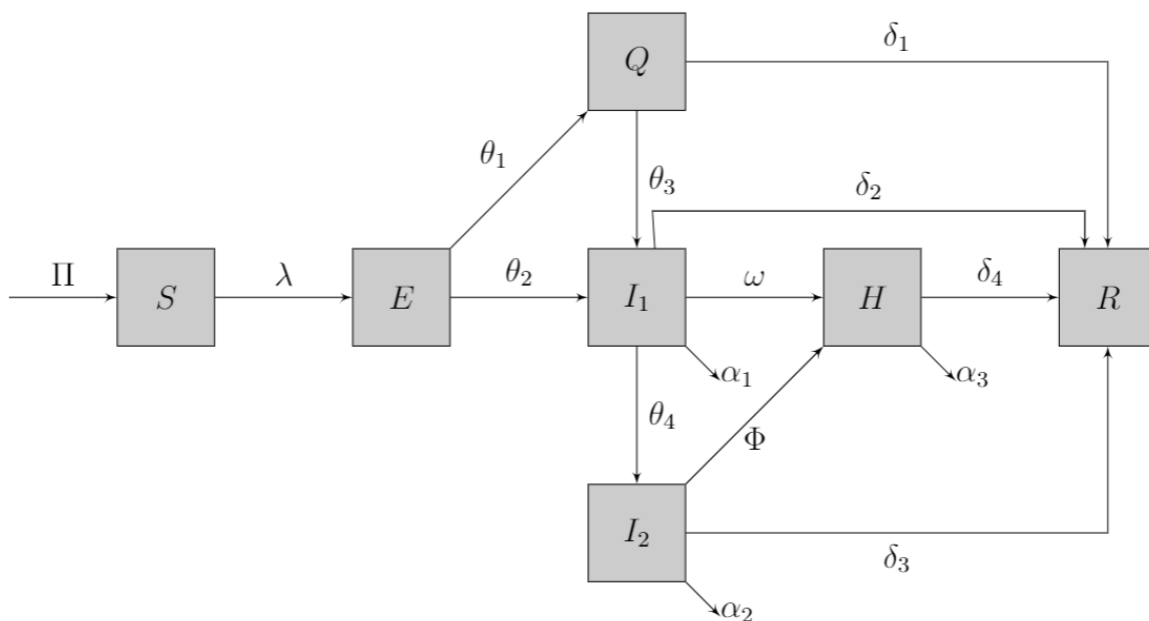 Q
δ₁
θ₁
θ₃
δ₂
Π
S
λ
E
θ₂
I₁
ω
H
δ₄
R
α₁
α₃
θ₄
Φ
I₂
δ₃
α₂